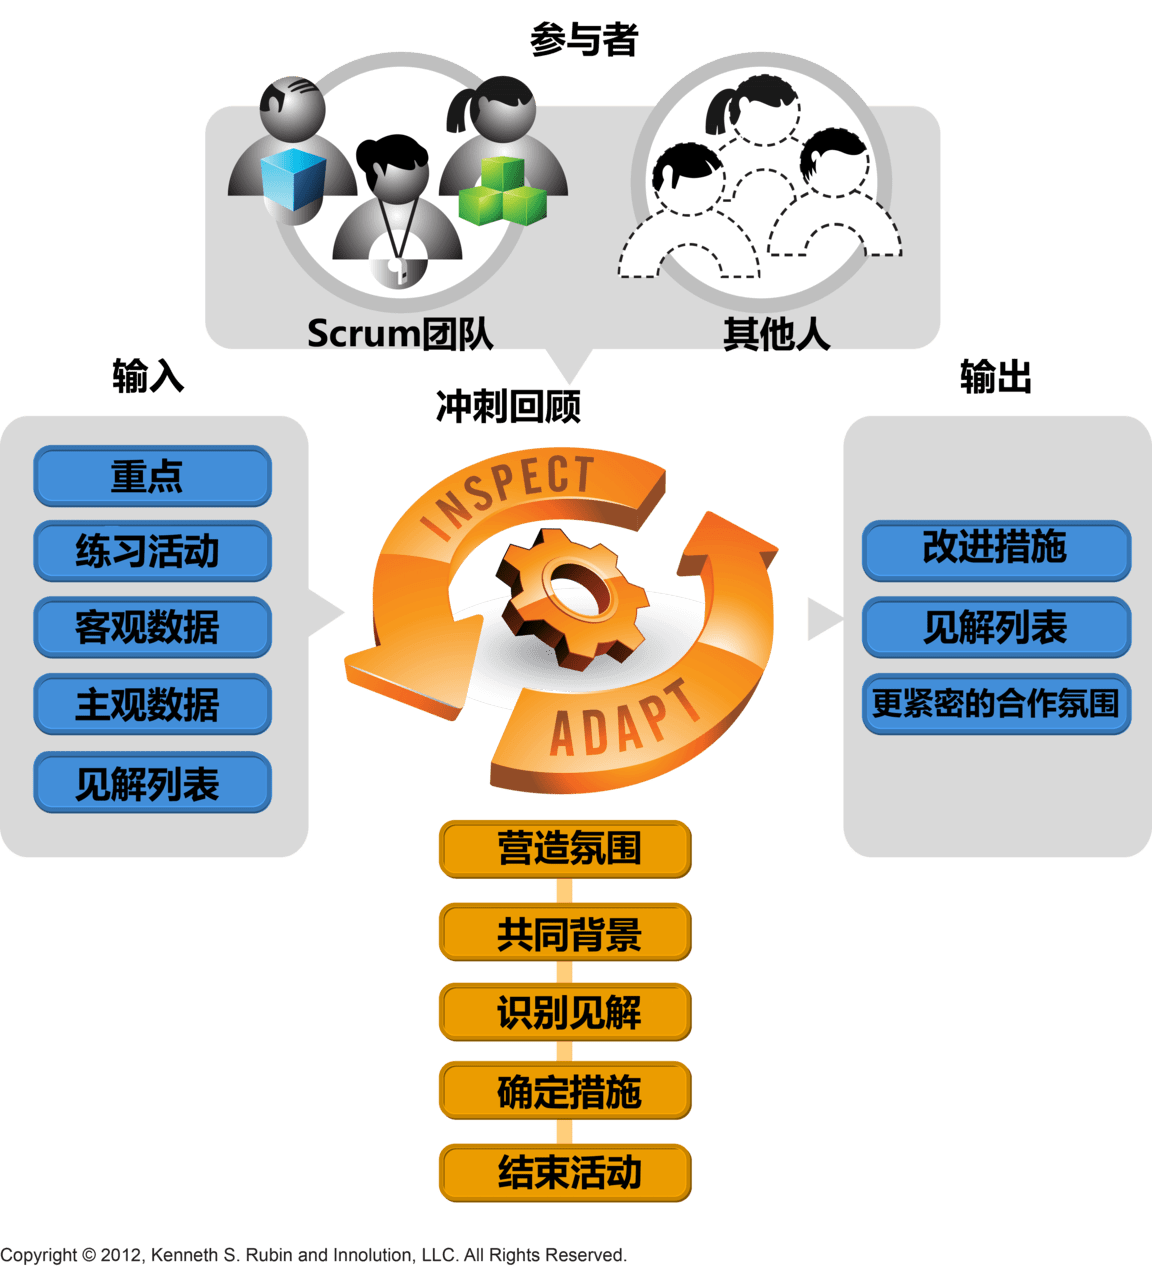 参与者
Scrum团队
其他人
输入
冲刺回顾
输出
重点
练习活动
客观数据
主观数据
见解列表
INSPECT
ADAPT
改进措施
见解列表
更紧密的合作氛围
营造氛围
共同背景
识别见解
确定措施
结束活动
Copyright © 2012, Kenneth S. Rubin and Innolution, LLC. All Rights Reserved.